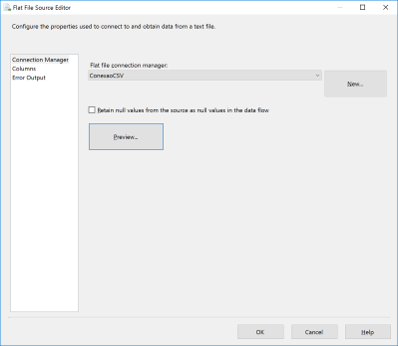 Flat File Source Editor
Configure the properties used to connect to and obtain data from a text file.
Connection Manager
Columns
Error Output
Flat file connection manager:
ConexaoCSV
New...
Retain null values from the source as null values in the data flow
Preview...
OK
Cancel
Help